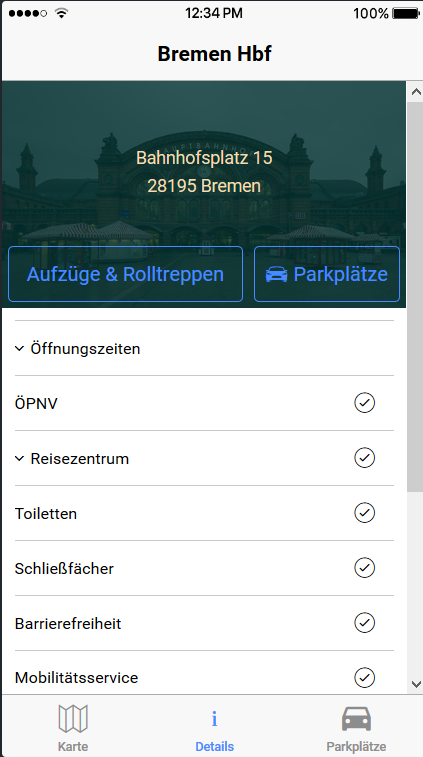 12:34 PM
100%
Bremen Hbf
HAUPTBAHNHOF
Bahnhofsplatz 15
28195 Bremen
Aufzüge & Rolltreppen
Parkplätze
Öffnungszeiten
ÖPNV
Reisezentrum
Toiletten
Schließfächer
Barrierefreiheit
Mobilitätsservice
Karte
Details
Parkplätze